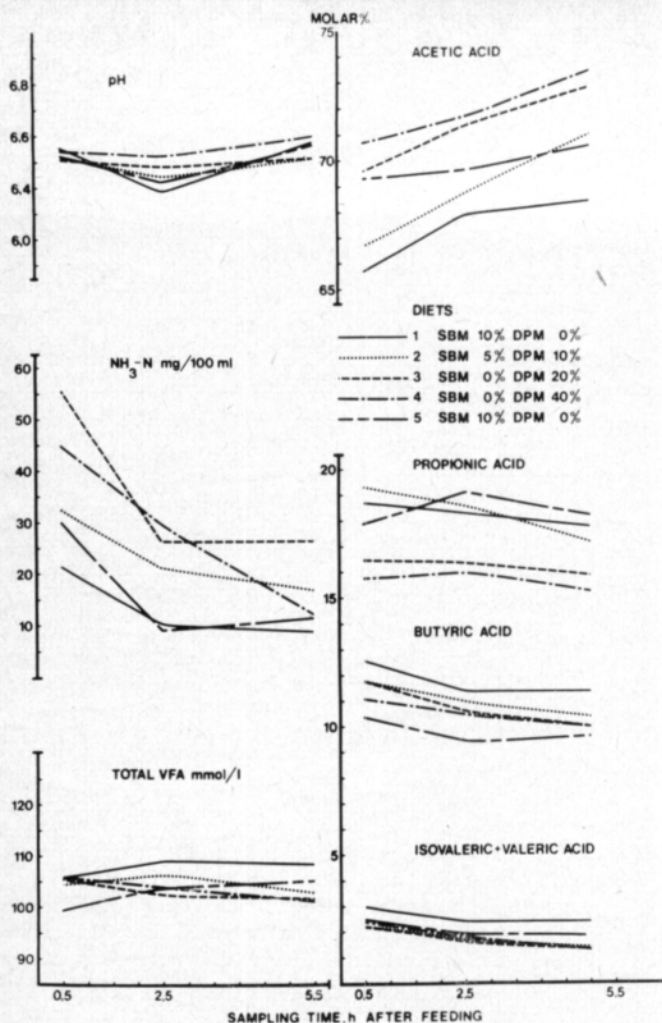 pH
6.8
6.6
6.4
6.0
MOLAR%
75
ACETIC ACID
70
65
NH3-N mg/100 ml
60
50
40
30
20
10
DIETS
1 SBM 10% DPM 0%
2 SBM 5% DPM 10%
3 SBM 0% DPM 20%
4 SBM 0% DPM 40%
5 SBM 10% DPM 0%
20
PROPIONIC ACID
15
BUTYRIC ACID
10
TOTAL VFA mmol/l
120
110
100
90
5
ISOVALERIC+VALERIC ACID
0,5 2,5 5,5
0,5 2,5 5,5
SAMPLING TIME, h AFTER FEEDING